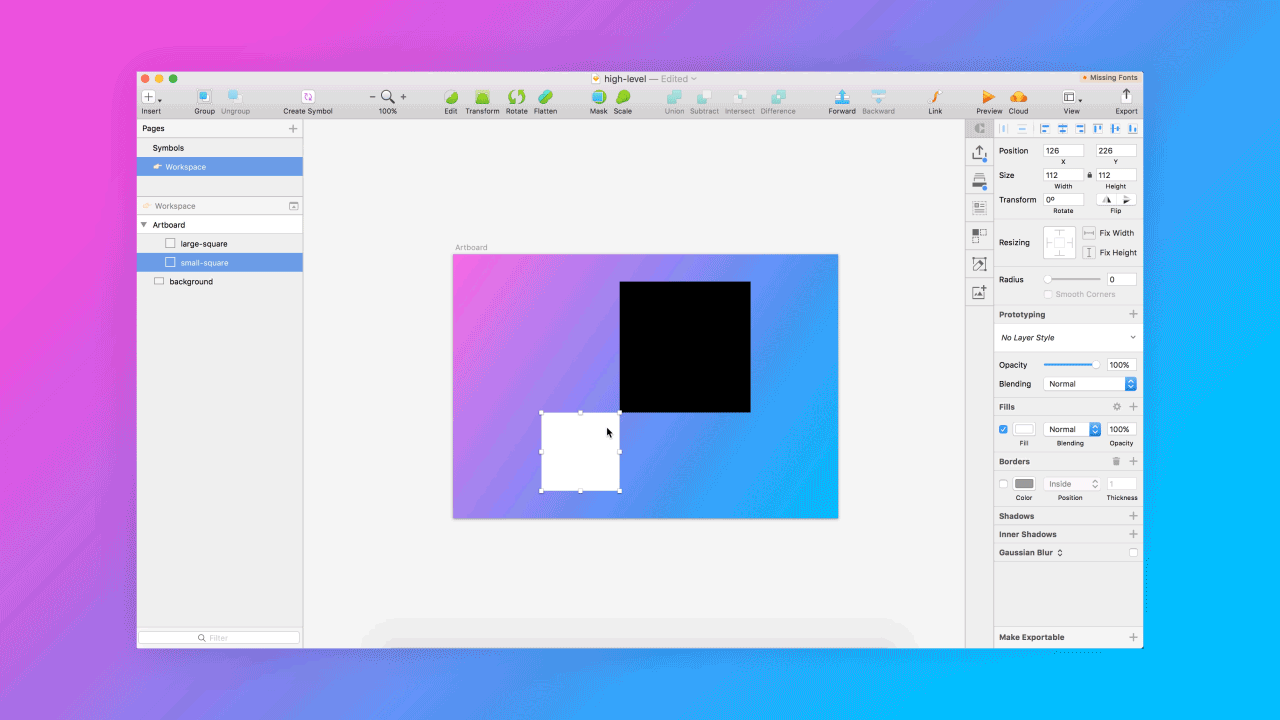 high-level — Edited
Missing Fonts
Insert Group Ungroup Create Symbol 100% Edit Transform Rotate Flatten Mask Scale Union Subtract Intersect Difference Forward Backward Link Preview Cloud View Export
Pages
Symbols
Workspace
Workspace
Artboard
large-square
small-square
background
Filter
Artboard
Position 126 226
X Y
Size 112 112
Width Height
Transform 0º
Rotate Flip
Resizing Fix Width
Fix Height
Radius 0
Smooth Corners
Prototyping
No Layer Style
Opacity 100%
Blending Normal
Fills
Normal 100%
Fill Blending Opacity
Borders
Inside 1
Color Position Thickness
Shadows
Inner Shadows
Gaussian Blur
Make Exportable